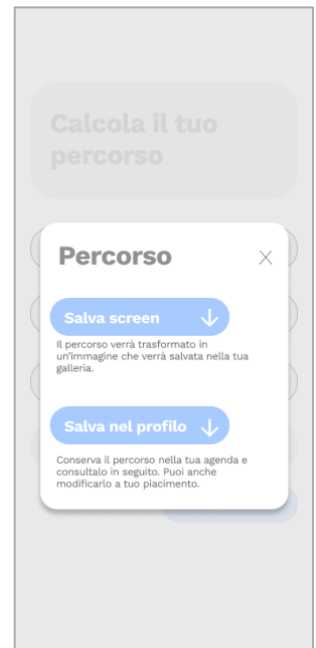 Calcola il tuo
percorso
Percorso
Salva screen
Il percorso verrà trasformato in
un'immagine che verrà salvata nella tua
galleria.
Salva nel profilo
Conserva il percorso nella tua agenda e
consultalo in seguito. Puoi anche
modificarlo a tuo piacimento.